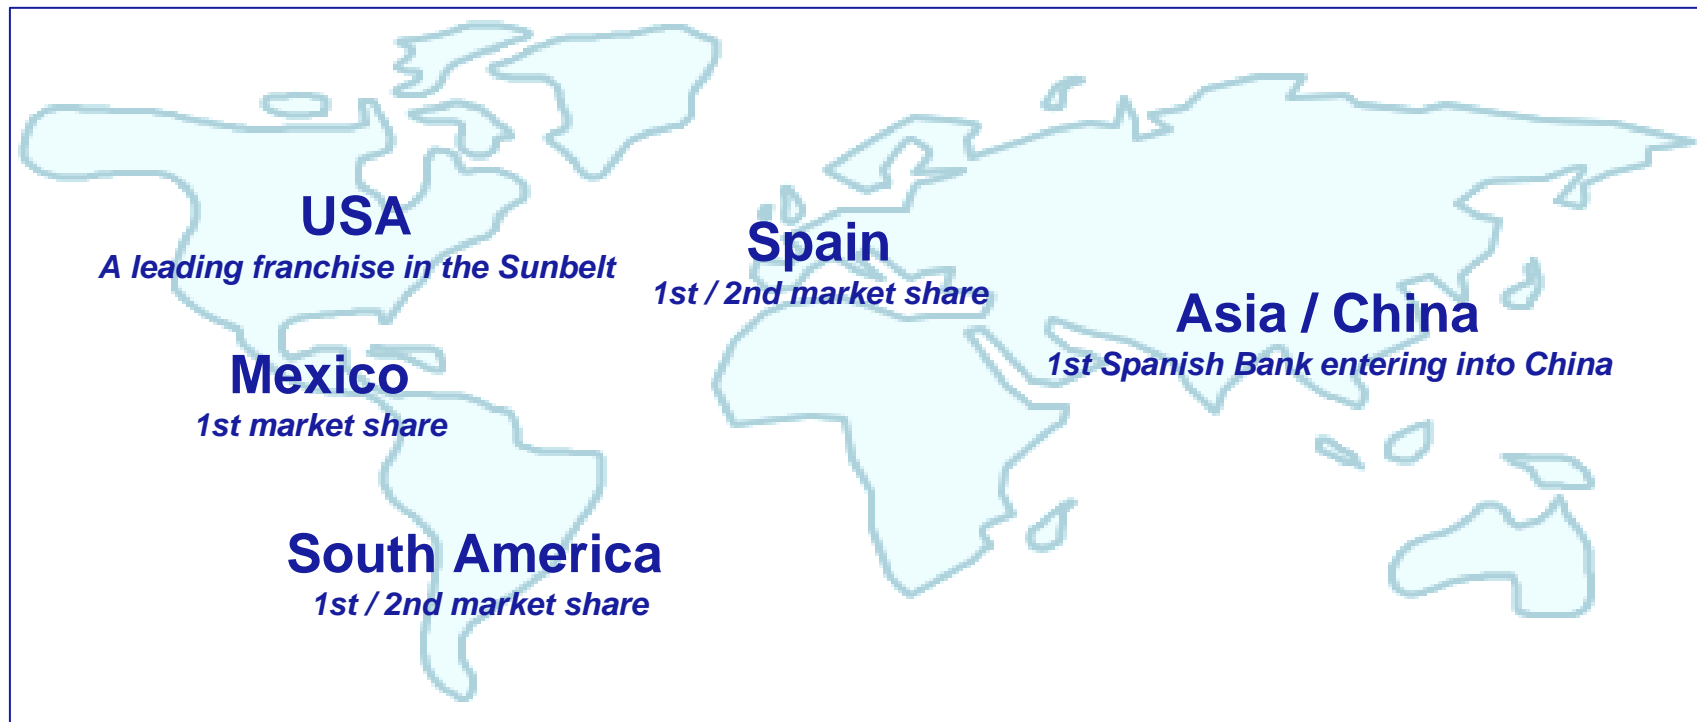 USA
A leading franchise in the Sunbelt
Spain
1st / 2nd market share
Asia / China
1st Spanish Bank entering into China
Mexico
1st market share
South America
1st / 2nd market share